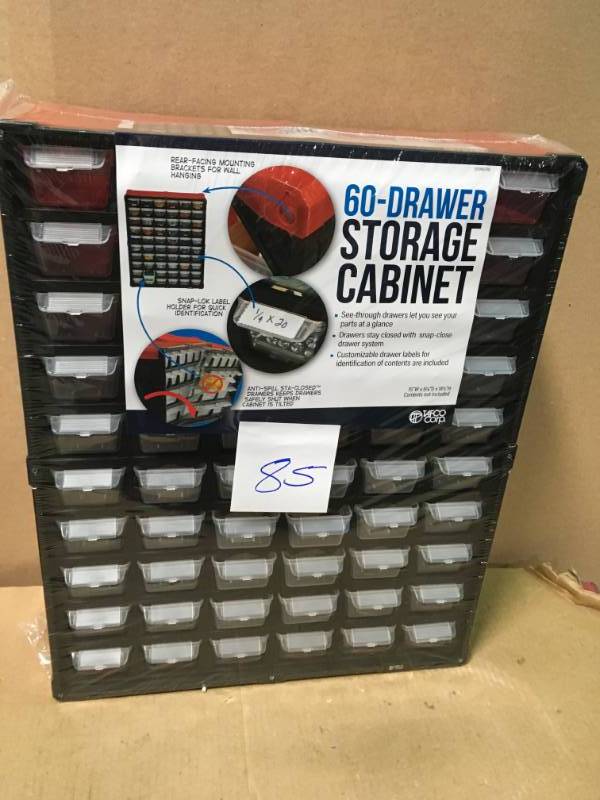 REAR-FACING MOUNTING
BRACKETS FOR WALL
HANGING
60-DRAWER
STORAGE
CABINET
SNAP-LOK LABEL
HOLDER FOR QUICK
IDENTIFICATION
1/4 X 20
• See-through drawers let you see your
parts at a glance
• Drawers stay closed with snap-close
drawer system
• Customizable drawer labels for
identification of contents are included
ANTI-SPILL STA-CLOSED™
DRAWERS KEEPS DRAWERS
SAFELY SHUT WHEN
CABINET IS TILTED
Contents not included
TAFCO
Corp.
85